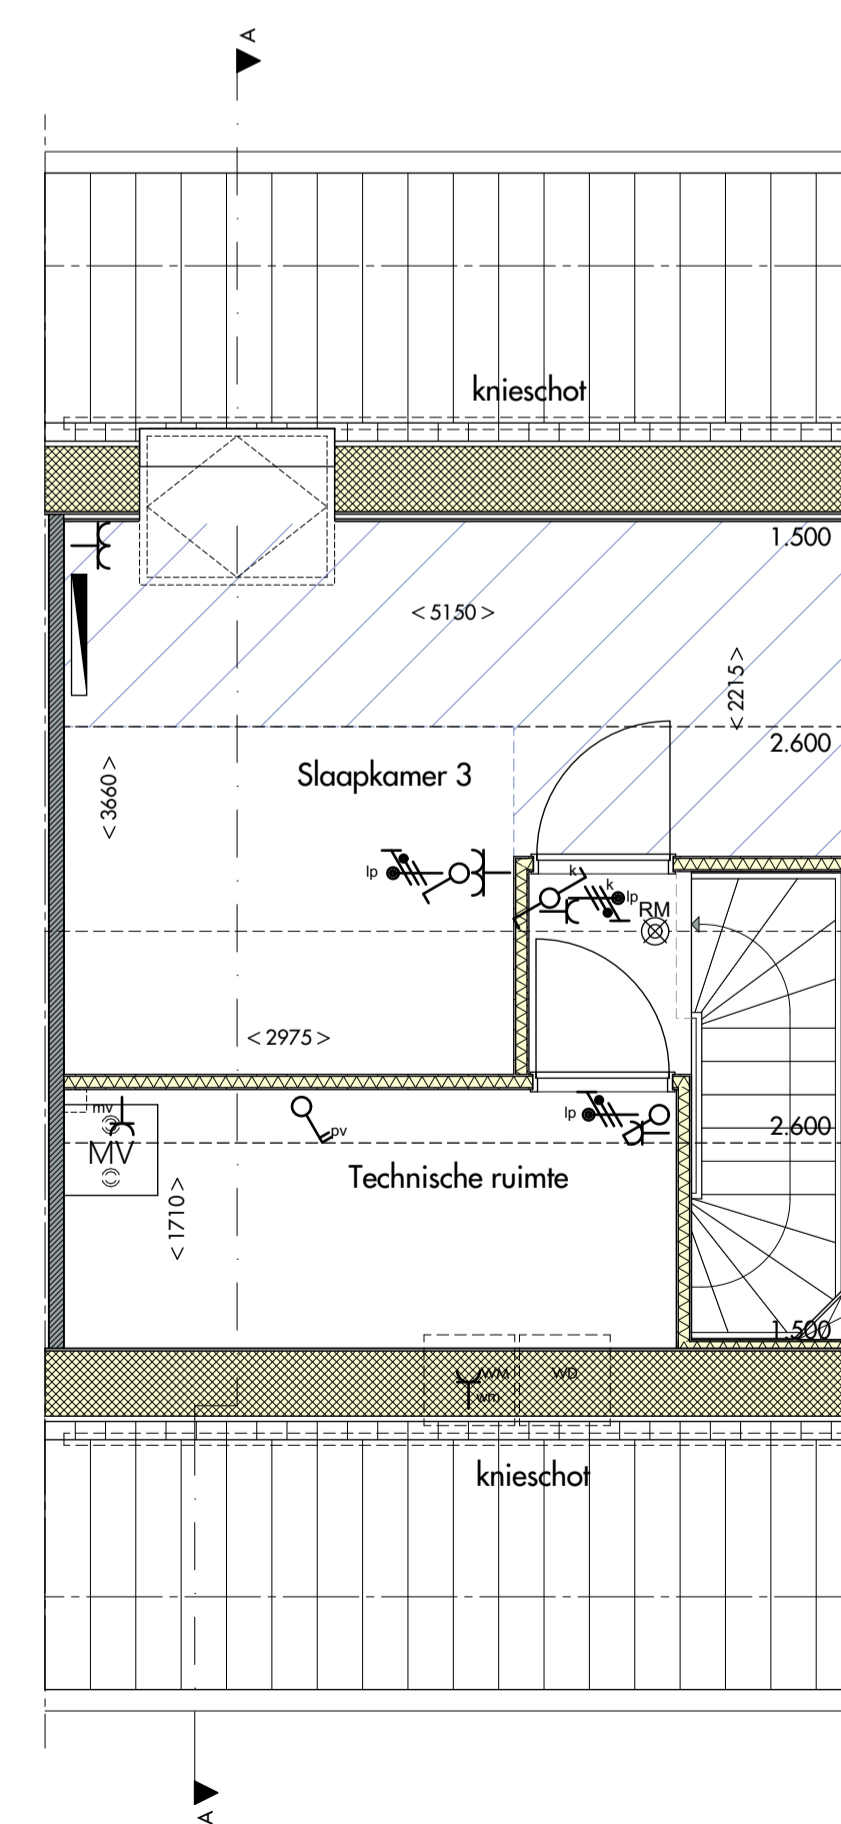 A
knieschot
1.500
< 5150 >
< 2215 >
2.600
Slaapkamer 3
< 3660 >
lp
k
k
lp
RM
< 2975 >
mv
MV
pv
lp
2.600
Technische ruimte
< 1710 >
1.500
WM
WD
wm
knieschot
A